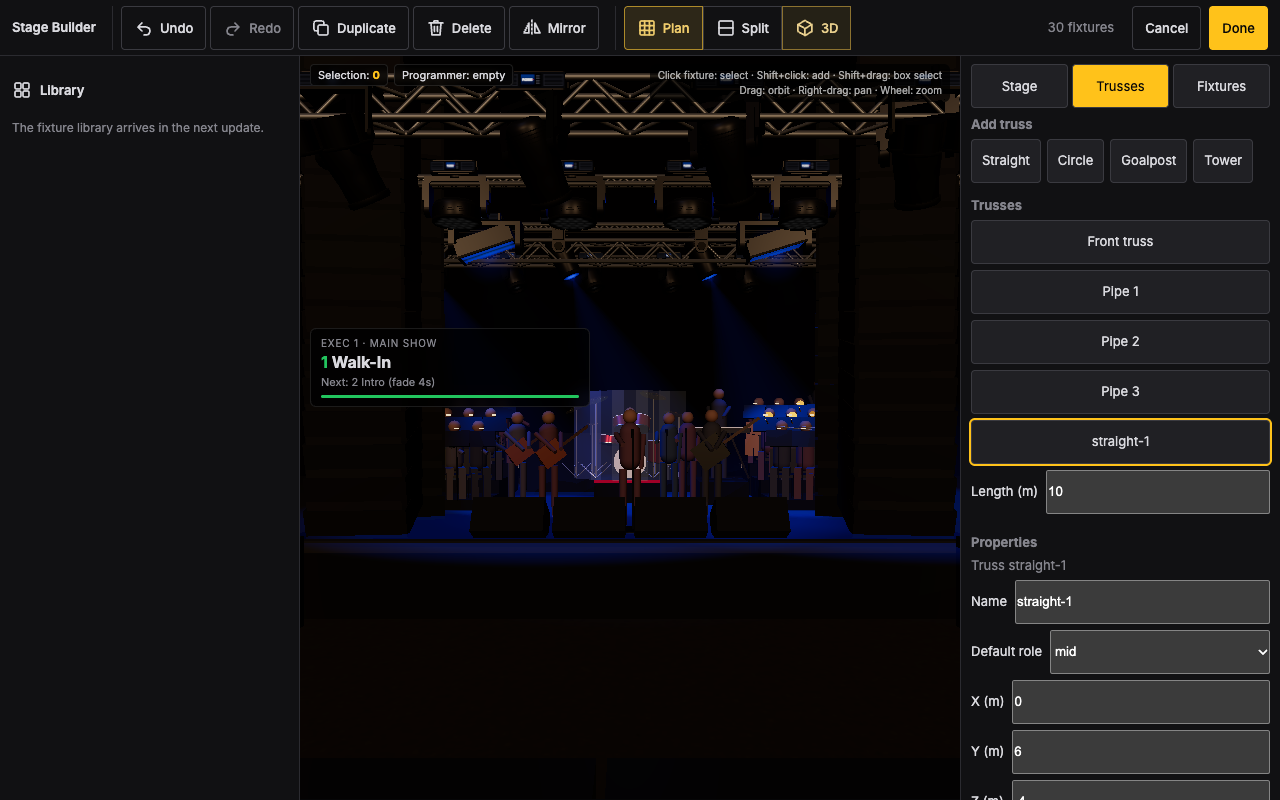 Stage Builder
Undo
Redo
Duplicate
Delete
Mirror
Plan
Split
3D
30 fixtures
Cancel
Done
Library
The fixture library arrives in the next update.
Selection: 0
Programmer: empty
Click fixture: select · Shift+click: add · Shift+drag: box select
Drag: orbit · Right-drag: pan · Wheel: zoom
EXEC 1 · MAIN SHOW
1 Walk-In
Next: 2 Intro (fade 4s)
Stage
Trusses
Fixtures
Add truss
Straight
Circle
Goalpost
Tower
Trusses
Front truss
Pipe 1
Pipe 2
Pipe 3
straight-1
Length (m)
10
Properties
Truss straight-1
Name
straight-1
Default role
mid
X (m)
0
Y (m)
6